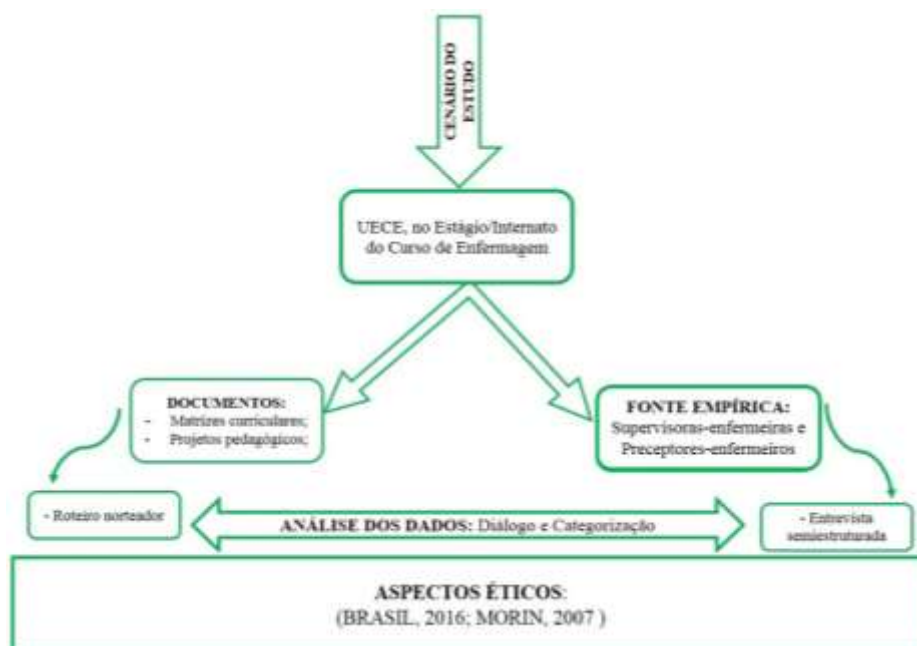 CENÁRIO DO
ESTUDO
UECE, no Estágio/Internato
do Curso de Enfermagem
DOCUMENTOS:
- Matrizes curriculares;
- Projetos pedagógicos;
FONTE EMPÍRICA:
Supervisoras-enfermeiras e
Preceptores-enfermeiros
- Roteiro norteador
ANÁLISE DOS DADOS: Diálogo e Categorização
- Entrevista
semiestruturada
ASPECTOS ÉTICOS:
(BRASIL, 2016; MORIN, 2007 )